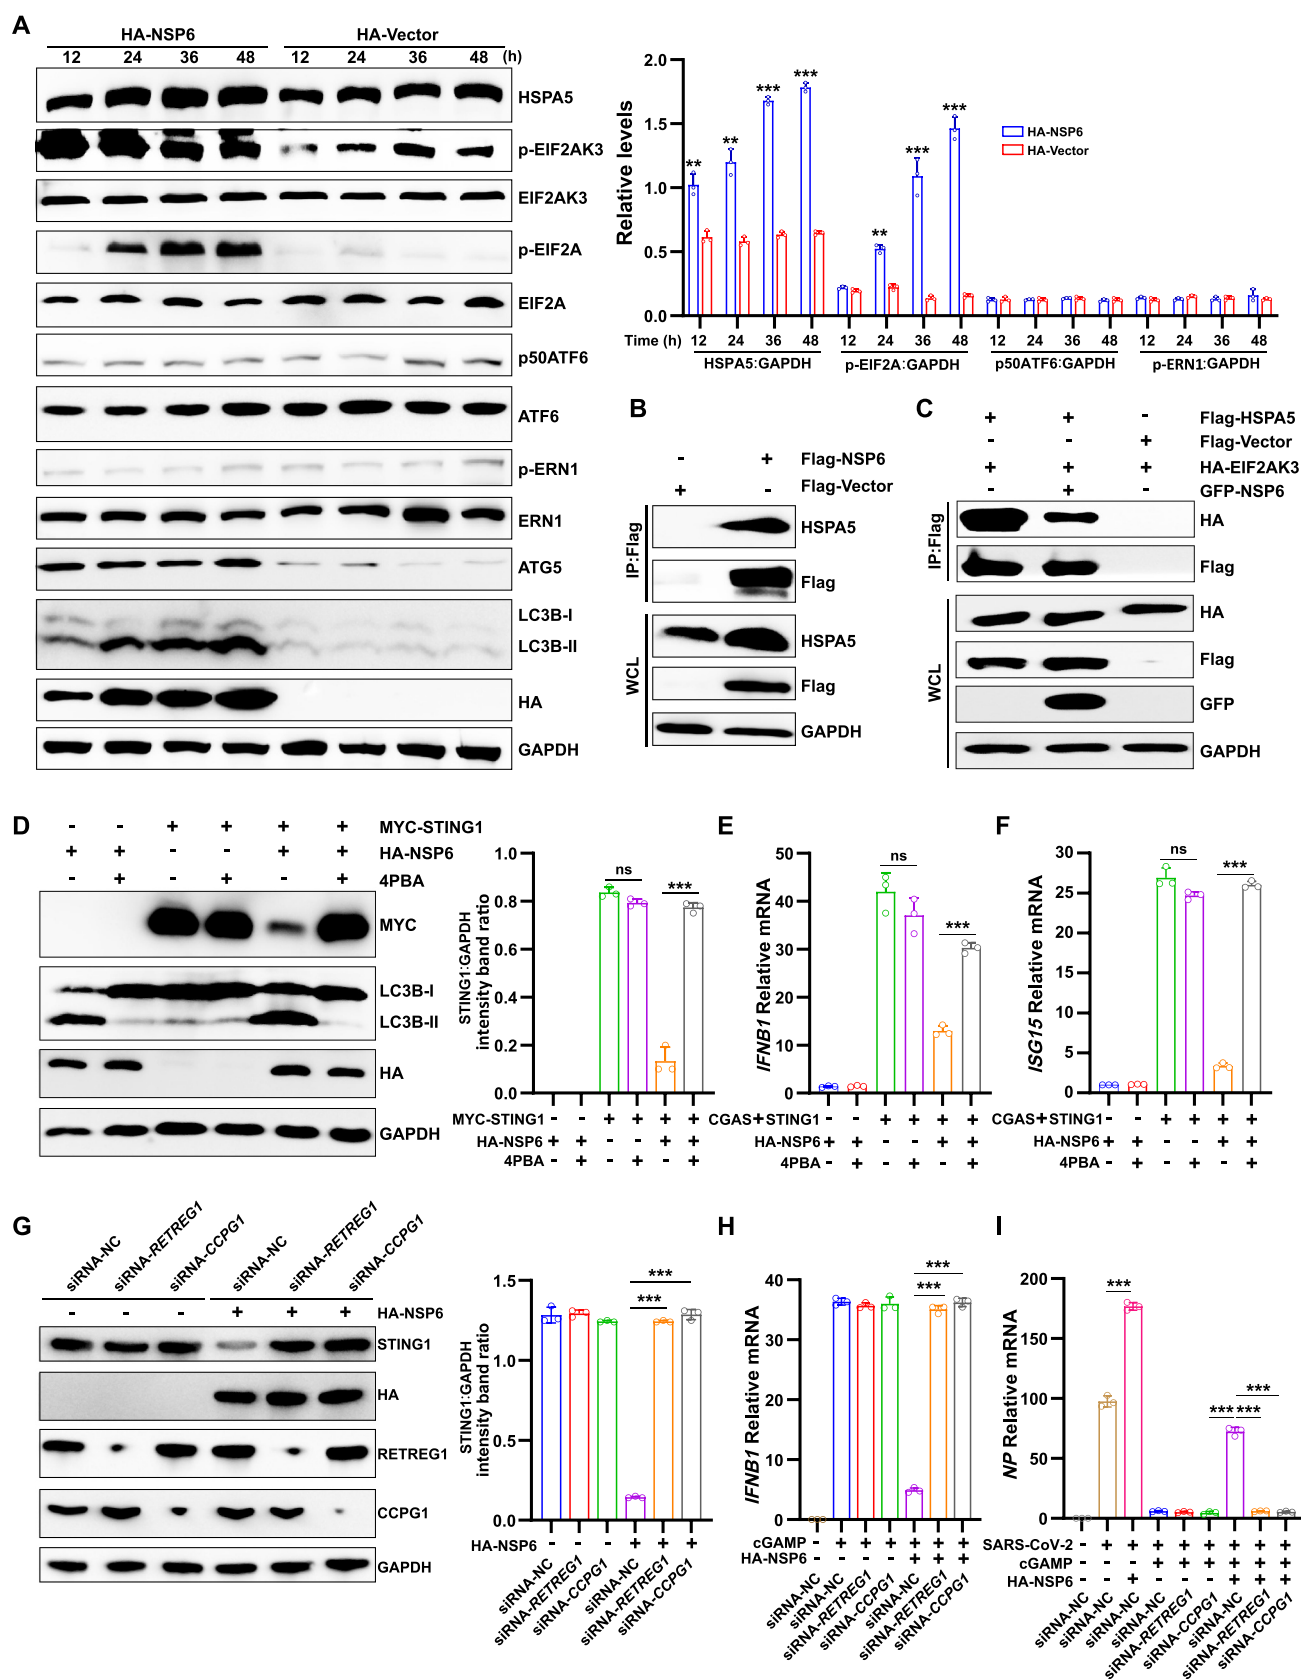 A
HA-NSP6 HA-Vector
12 24 36 48 12 24 36 48 (h)
HSPA5
p-EIF2AK3
EIF2AK3
p-EIF2A
EIF2A
p50ATF6
ATF6
p-ERN1
ERN1
ATG5
LC3B-I
LC3B-II
HA
GAPDH
Relative levels
2.0
1.5
1.0
0.5
0.0
** ** *** *** ** *** ***
HA-NSP6
HA-Vector
Time (h) 12 24 36 48 12 24 36 48 12 24 36 48 12 24 36 48
HSPA5:GAPDH p-EIF2A:GAPDH p50ATF6:GAPDH p-ERN1:GAPDH
B
- + Flag-NSP6
+ - Flag-Vector
IP:Flag
HSPA5
Flag
WCL
HSPA5
Flag
GAPDH
C
+ + - Flag-HSPA5
- - + Flag-Vector
+ + + HA-EIF2AK3
- + - GFP-NSP6
IP:Flag
HA
Flag
WCL
HA
Flag
GFP
GAPDH
D
- - + + + + MYC-STING1
+ + - - + + HA-NSP6
- + - + - + 4PBA
MYC
LC3B-I
LC3B-II
HA
GAPDH
STING1:GAPDH
intensity band ratio
1.0
0.8
0.6
0.4
0.2
0.0
ns ***
MYC-STING1 - - + + + +
HA-NSP6 + + - - + +
4PBA - + - + - +
E
IFNB1 Relative mRNA
50
40
30
20
10
0
ns ***
CGAS+STING1 - - + + + +
HA-NSP6 + + - - + +
4PBA - + - + - +
F
ISG15 Relative mRNA
30
25
20
15
10
5
0
ns ***
CGAS+STING1 - - + + + +
HA-NSP6 + + - - + +
4PBA - + - + - +
G
siRNA-NC siRNA-RETREG1 siRNA-CCPG1 siRNA-NC siRNA-RETREG1 siRNA-CCPG1
- - - + + + HA-NSP6
STING1
HA
RETREG1
CCPG1
GAPDH
STING1:GAPDH
intensity band ratio
1.5
1.0
0.5
0.0
***
***
HA-NSP6 - - - + + +
siRNA-NC siRNA-RETREG1 siRNA-CCPG1 siRNA-NC siRNA-RETREG1 siRNA-CCPG1
H
IFNB1 Relative mRNA
40
30
20
10
0
***
***
cGAMP - + + + + + +
HA-NSP6 - - - - + + +
siRNA-NC siRNA-NC siRNA-RETREG1 siRNA-CCPG1 siRNA-NC siRNA-RETREG1 siRNA-CCPG1
I
NP Relative mRNA
200
150
100
50
0
***
***
*** ***
SARS-CoV-2 - + + + + + + + +
cGAMP - - - + + + + + +
HA-NSP6 - - + - - - + + +
siRNA-NC siRNA-NC siRNA-NC siRNA-NC siRNA-RETREG1 siRNA-CCPG1 siRNA-NC siRNA-RETREG1 siRNA-CCPG1